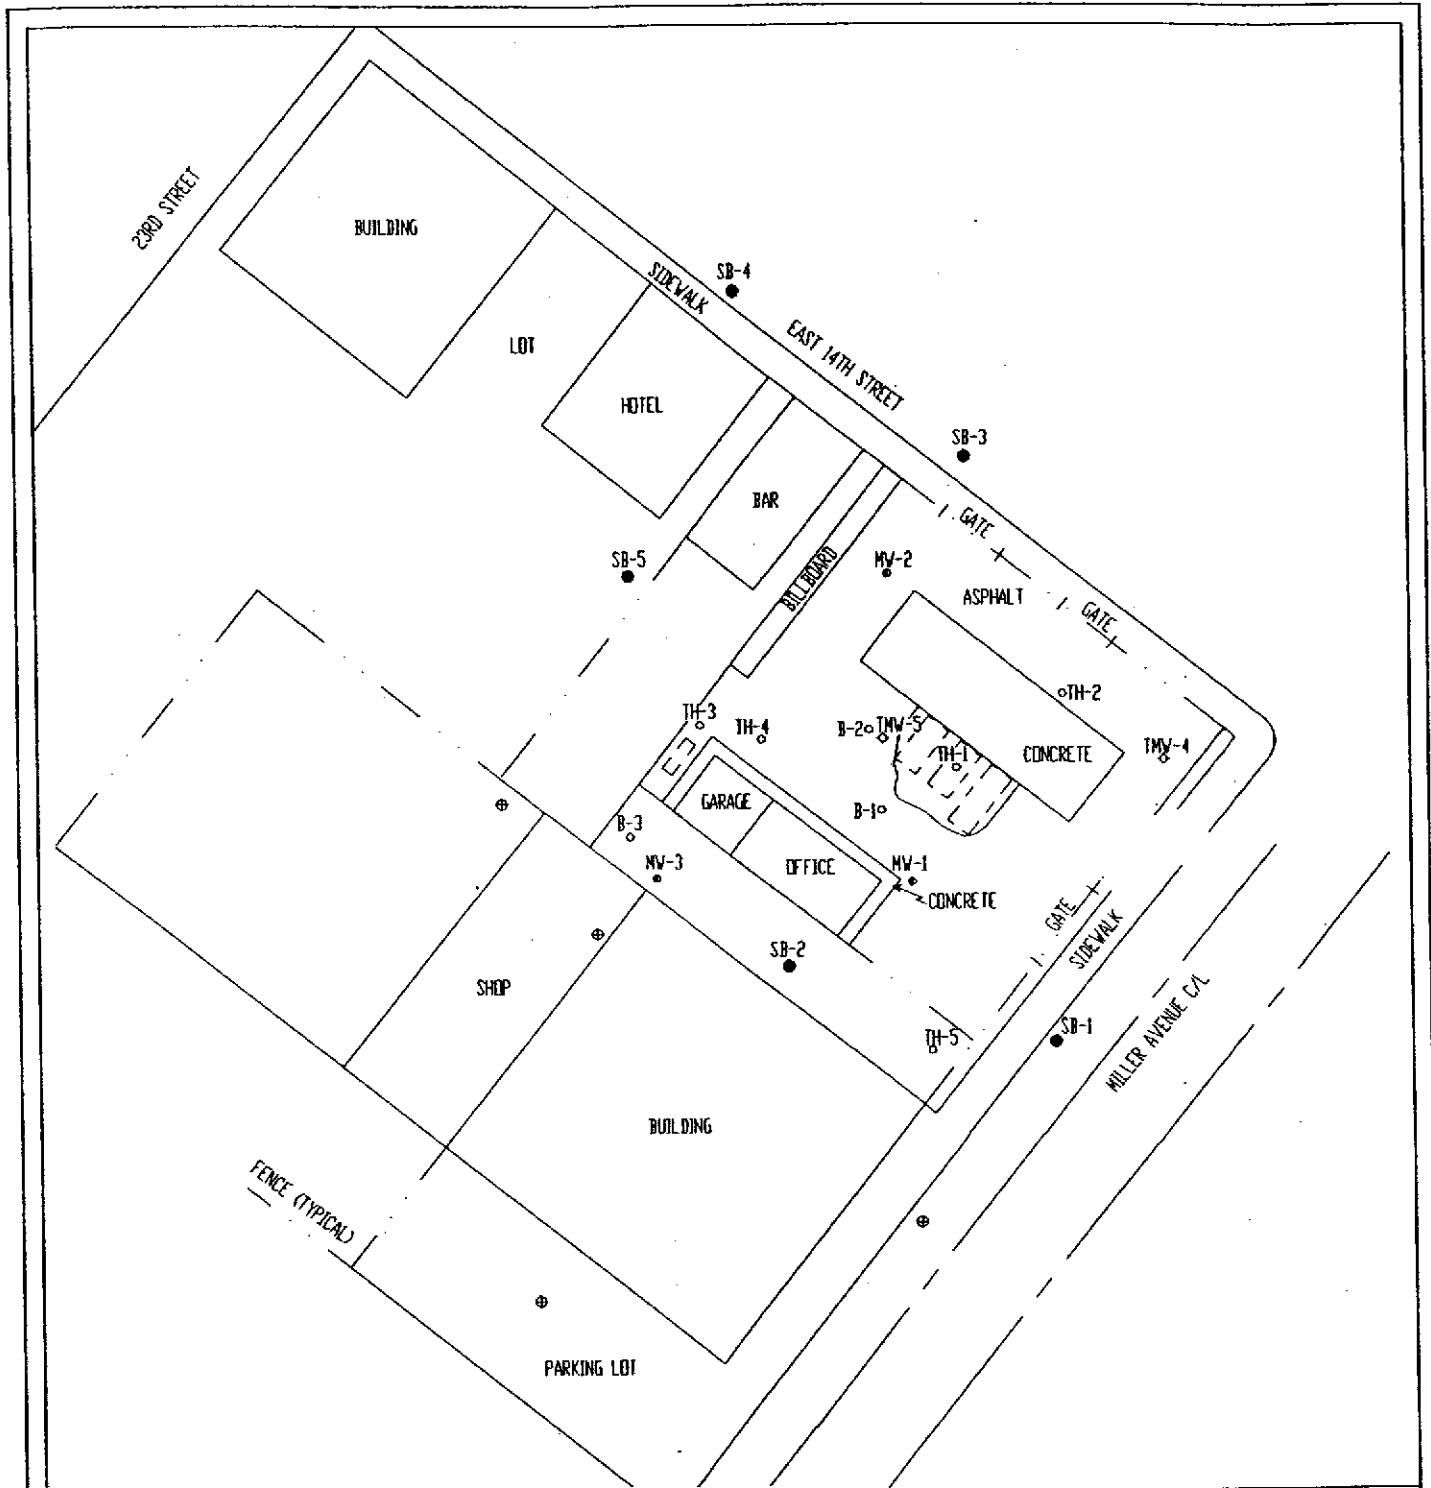 23RD STREET
BUILDING
SIDEWALK
SB-4
EAST 14TH STREET
LOT
HOTEL
SB-3
BAR
GATE
BILLBOARD
MW-2
SB-5
ASPHALT
GATE
TH-2
TH-3
TH-4
B-2
TMW-5
TH-1
CONCRETE
TMW-4
GARAGE
B-1
B-3
MW-3
OFFICE
MW-1
CONCRETE
GATE
SIDEWALK
SB-2
SHOP
TH-5
SB-1
MILLER AVENUE C/L
BUILDING
FENCE (TYPICAL)
PARKING LOT